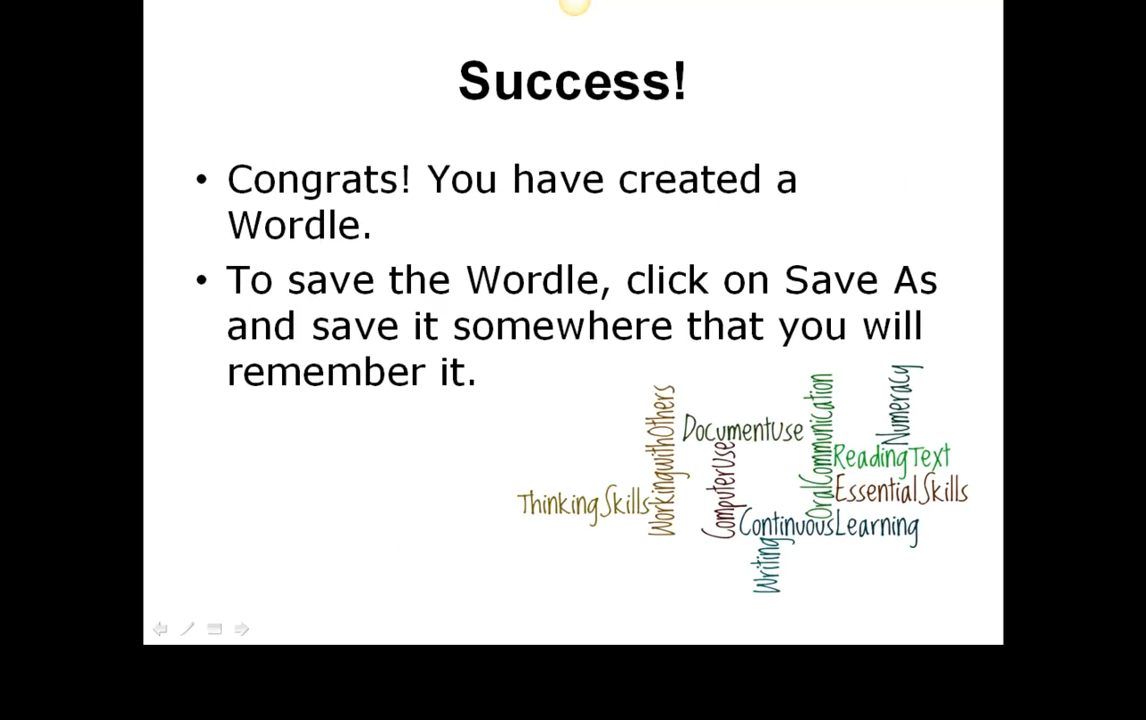 Success!
• Congrats! You have created a
Wordle.
• To save the Wordle, click on Save As
and save it somewhere that you will
remember it.
ThinkingSkills
WorkingwithOthers
DocumentUse
ComputerUse
OralCommunication
Numeracy
ReadingText
EssentialSkills
ContinuousLearning
Writing